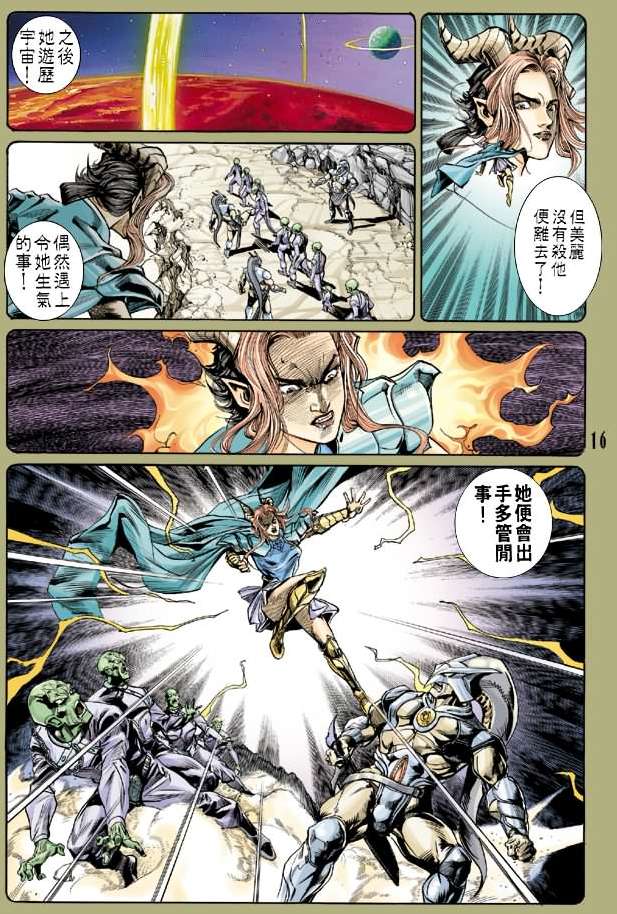 但美麗
沒有殺他
便離去了!
之後
她遊歷
宇宙!
偶然遇上
令她生氣
的事!
她便會出
手多管閒
事!
16